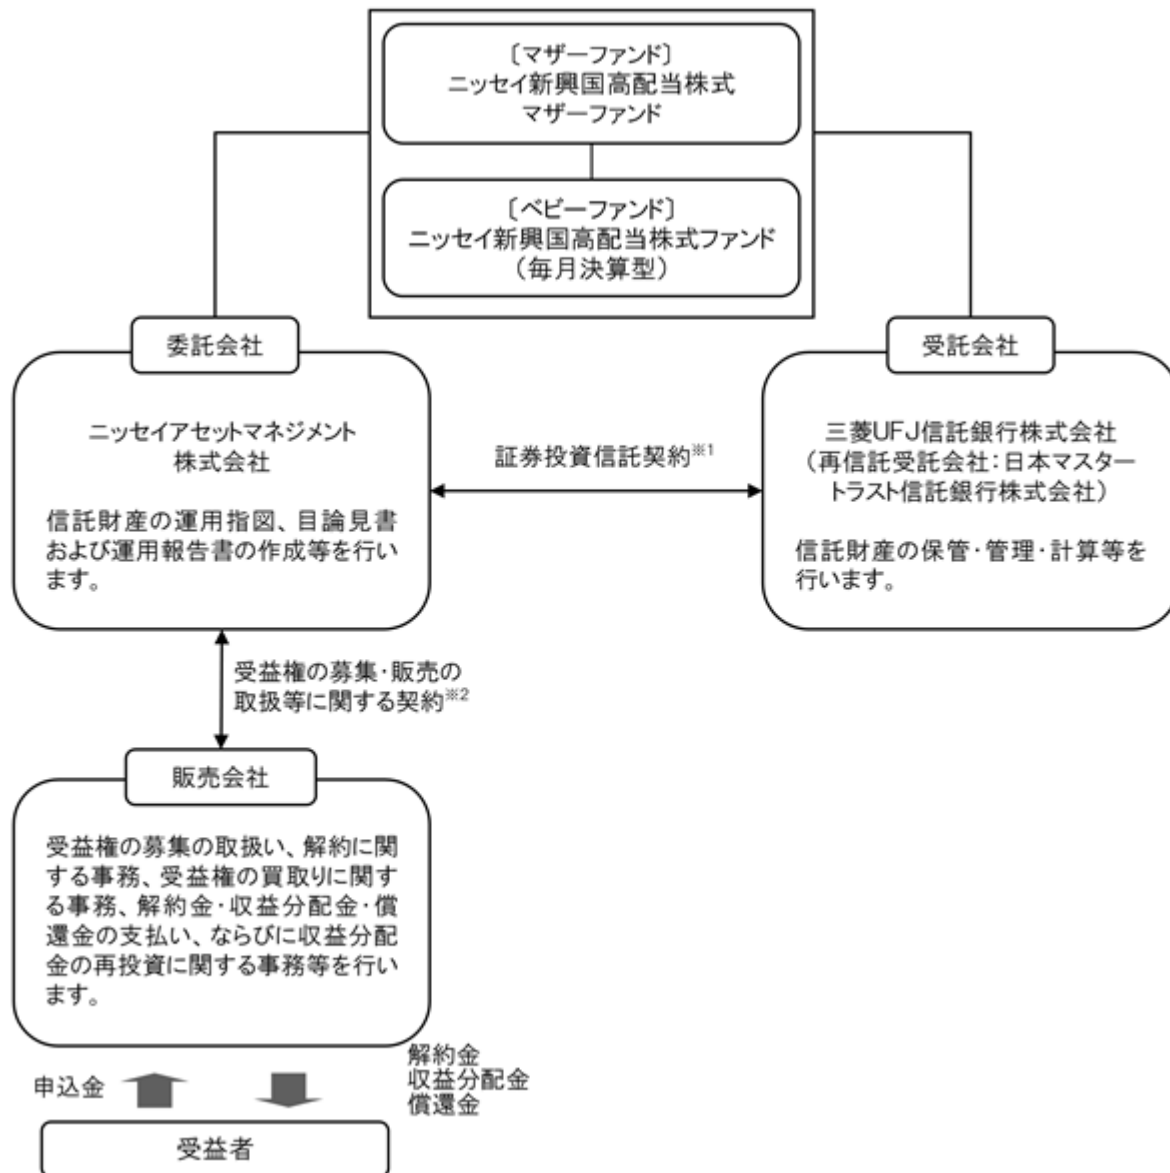 〔マザーファンド〕
ニッセイ新興国高配当株式
マザーファンド
〔ベビーファンド〕
ニッセイ新興国高配当株式ファンド
（毎月決算型）
委託会社
ニッセイアセットマネジメント
株式会社
信託財産の運用指図、目論見書
および運用報告書の作成等を行い
ます。
証券投資信託契約※1
受託会社
三菱UFJ信託銀行株式会社
（再信託受託会社：日本マスター
トラスト信託銀行株式会社）
信託財産の保管・管理・計算等を
行います。
受益権の募集・販売の
取扱等に関する契約※2
販売会社
受益権の募集の取扱い、解約に関
する事務、受益権の買取りに関す
る事務、解約金・収益分配金・償
還金の支払い、ならびに収益分配
金の再投資に関する事務等を行い
ます。
申込金
解約金
収益分配金
償還金
受益者